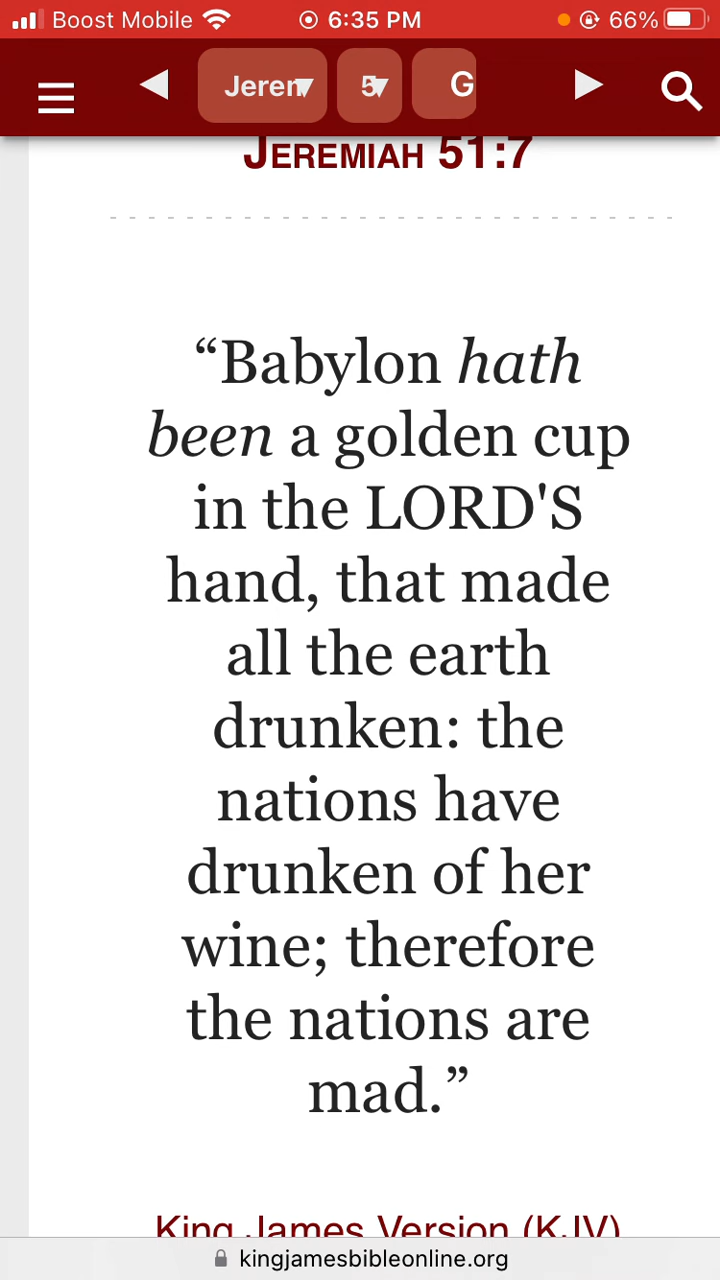 Boost Mobile 6:35 PM 66%
Jerem 5 G
JEREMIAH 51:7
“Babylon hath
been a golden cup
in the LORD'S
hand, that made
all the earth
drunken: the
nations have
drunken of her
wine; therefore
the nations are
mad.”
King James Version (KJV)
kingjamesbibleonline.org